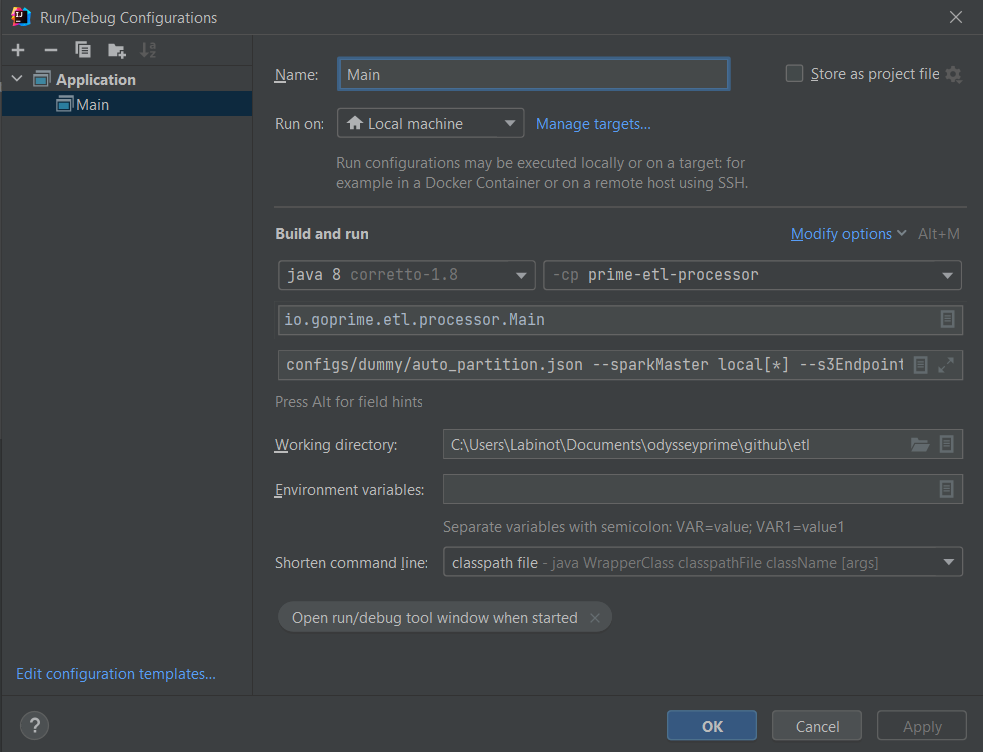 Run/Debug Configurations
Application
Main
Name: Main
Store as project file
Run on: Local machine Manage targets...
Run configurations may be executed locally or on a target: for
example in a Docker Container or on a remote host using SSH.
Build and run
Modify options Alt+M
java 8 corretto-1.8 -cp prime-etl-processor
io.goprime.etl.processor.Main
configs/dummy/auto_partition.json --sparkMaster local[*] --s3Endpoint
Press Alt for field hints
Working directory: C:\Users\Labinot\Documents\odysseyprime\github\etl
Environment variables:
Separate variables with semicolon: VAR=value; VAR1=value1
Shorten command line: classpath file - java WrapperClass classpathFile className [args]
Open run/debug tool window when started
Edit configuration templates...
?
OK Cancel Apply